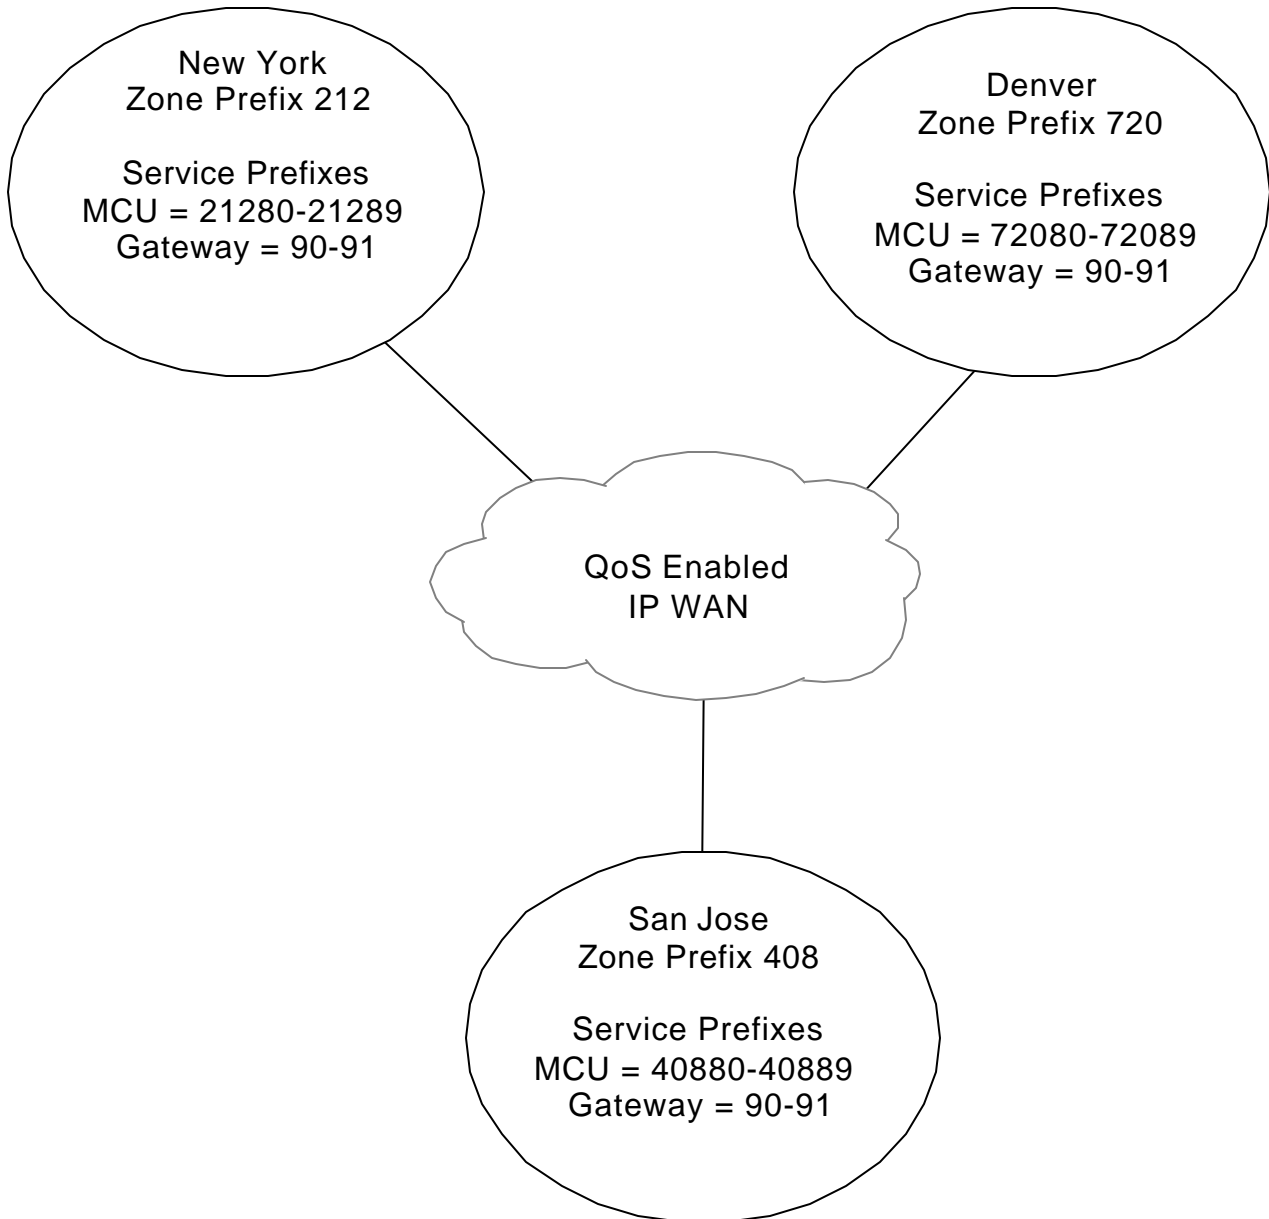 New York
Zone Prefix 212
Service Prefixes
MCU = 21280-21289
Gateway = 90-91
Denver
Zone Prefix 720
Service Prefixes
MCU = 72080-72089
Gateway = 90-91
QoS Enabled
IP WAN
San Jose
Zone Prefix 408
Service Prefixes
MCU = 40880-40889
Gateway = 90-91